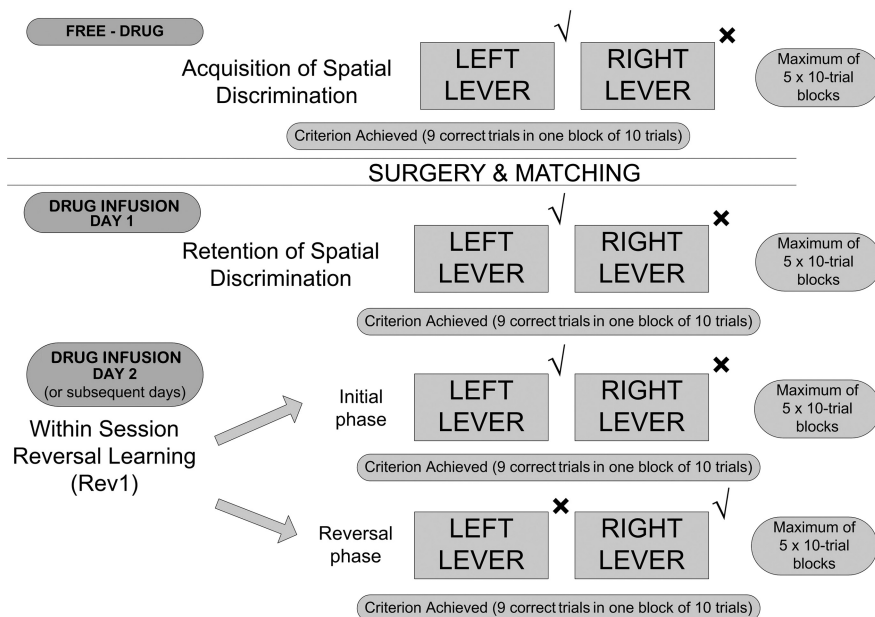 FREE - DRUG
Acquisition of Spatial
Discrimination
LEFT
LEVER
√
RIGHT
LEVER
×
Maximum of
5 x 10-trial
blocks
Criterion Achieved (9 correct trials in one block of 10 trials)
SURGERY & MATCHING
DRUG INFUSION
DAY 1
Retention of Spatial
Discrimination
LEFT
LEVER
√
RIGHT
LEVER
×
Maximum of
5 x 10-trial
blocks
Criterion Achieved (9 correct trials in one block of 10 trials)
DRUG INFUSION
DAY 2
(or subsequent days)
Within Session
Reversal Learning
(Rev1)
Initial
phase
LEFT
LEVER
√
RIGHT
LEVER
×
Maximum of
5 x 10-trial
blocks
Criterion Achieved (9 correct trials in one block of 10 trials)
Reversal
phase
LEFT
LEVER
×
RIGHT
LEVER
√
Maximum of
5 x 10-trial
blocks
Criterion Achieved (9 correct trials in one block of 10 trials)